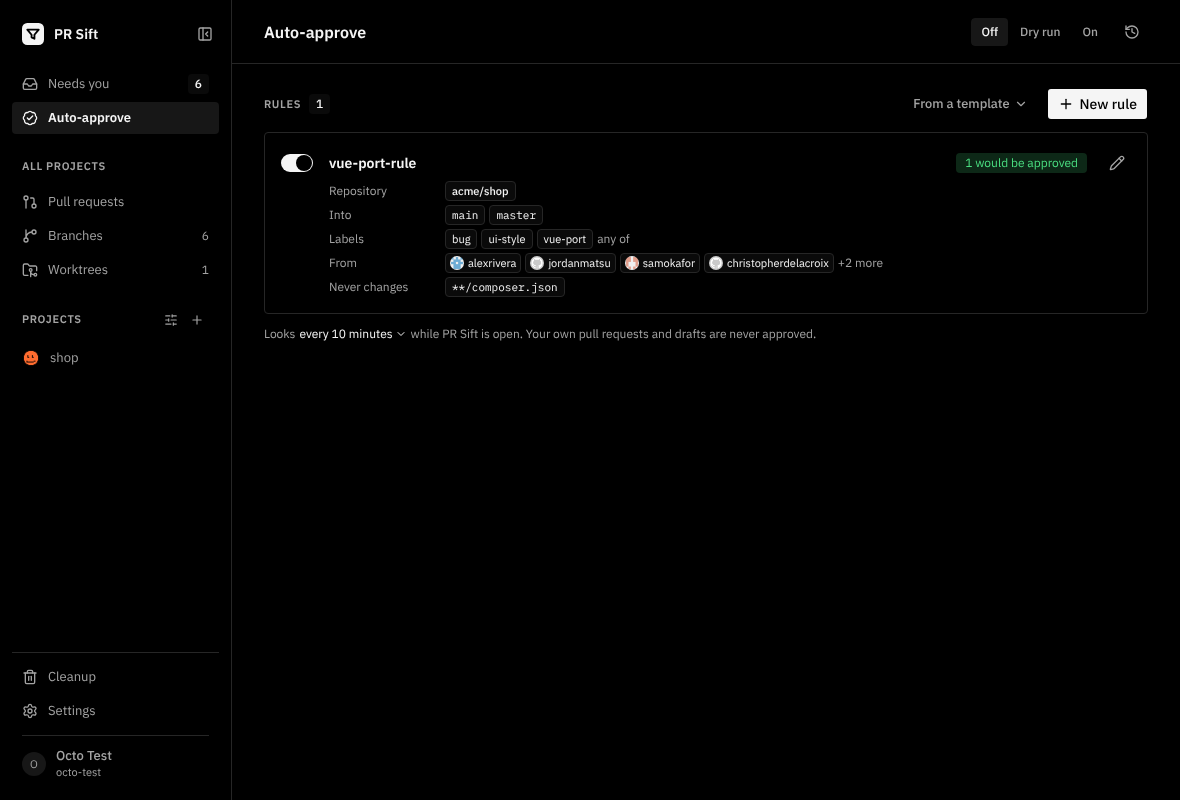 PR Sift
Auto-approve
Off
Dry run
On
Needs you
6
Auto-approve
RULES 1
From a template
New rule
ALL PROJECTS
Pull requests
Branches
6
Worktrees
1
PROJECTS
shop
vue-port-rule
1 would be approved
Repository acme/shop
Into main master
Labels bug ui-style vue-port any of
From alexrivera jordanmatsu samokafor christopherdelacroix +2 more
Never changes **/composer.json
Looks every 10 minutes while PR Sift is open. Your own pull requests and drafts are never approved.
Cleanup
Settings
O
Octo Test
octo-test